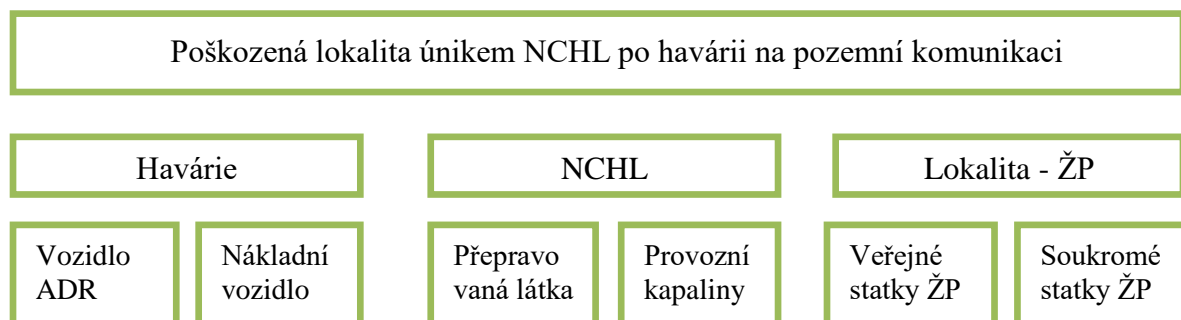 Poškozená lokalita únikem NCHL po havárii na pozemní komunikaci
Havárie
NCHL
Lokalita - ŽP
Vozidlo
ADR
Nákladní
vozidlo
Přepravo
vaná látka
Provozní
kapaliny
Veřejné
statky ŽP
Soukromé
statky ŽP